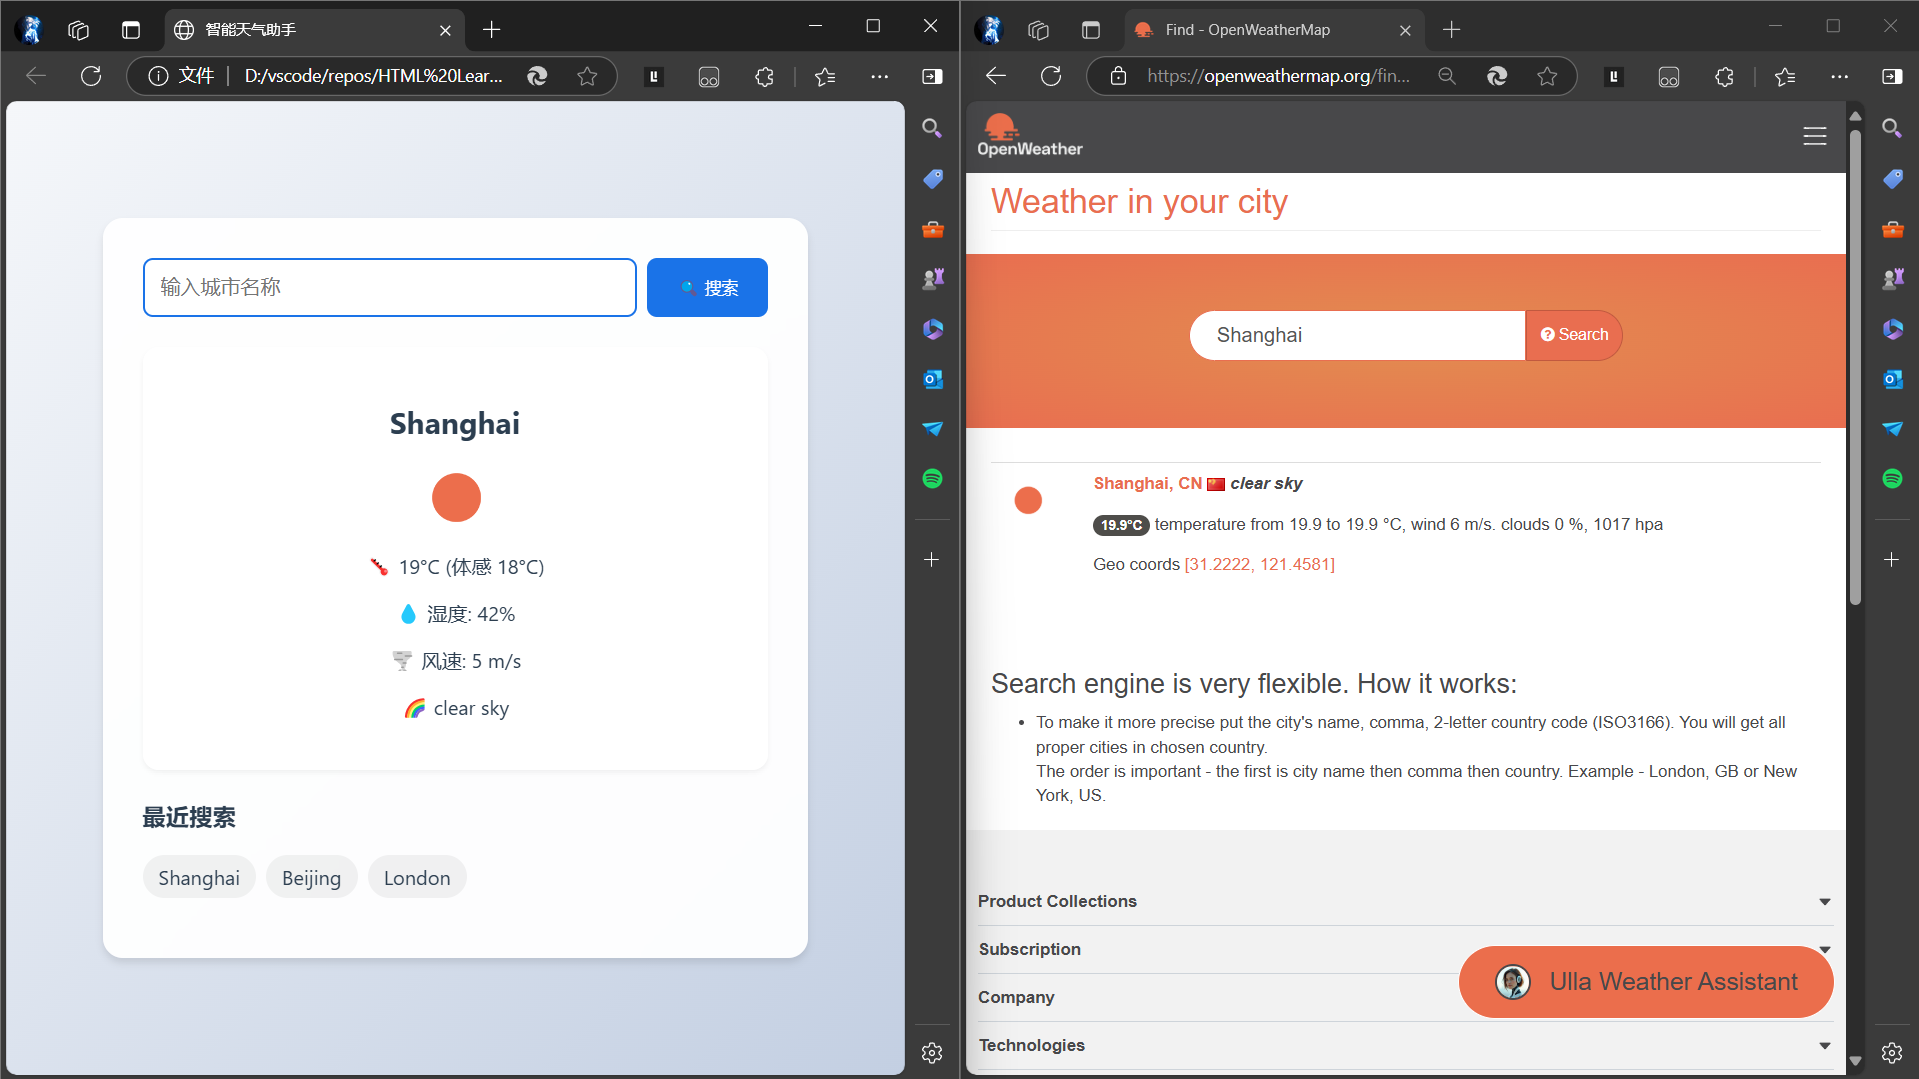 智能天气助手
文件
D:/vscode/repos/HTML%20Lear...
输入城市名称
搜索
Shanghai
19°C (体感 18°C)
湿度: 42%
风速: 5 m/s
clear sky
最近搜索
Shanghai
Beijing
London
Find - OpenWeatherMap
https://openweathermap.org/fin...
OpenWeather
Weather in your city
Shanghai
Search
Shanghai, CN clear sky
19.9°C temperature from 19.9 to 19.9 °C, wind 6 m/s. clouds 0 %, 1017 hpa
Geo coords [31.2222, 121.4581]
Search engine is very flexible. How it works:
• To make it more precise put the city's name, comma, 2-letter country code (ISO3166). You will get all
proper cities in chosen country.
The order is important - the first is city name then comma then country. Example - London, GB or New
York, US.
Product Collections
Subscription
Company
Technologies
Ulla Weather Assistant